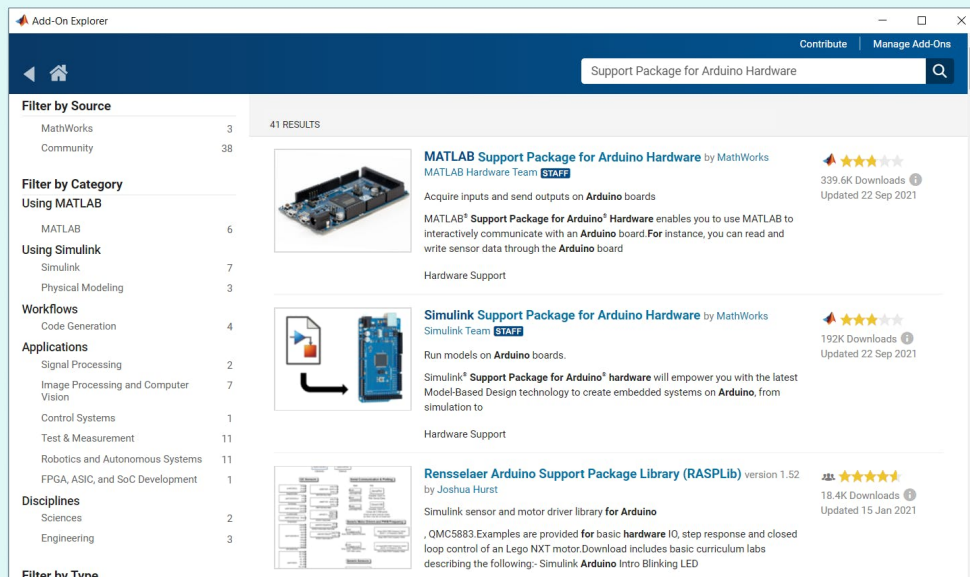 Add-On Explorer
Contribute
Manage Add-Ons
Support Package for Arduino Hardware
Filter by Source
MathWorks 3
Community 38
Filter by Category
Using MATLAB
MATLAB 6
Using Simulink
Simulink 7
Physical Modeling 3
Workflows
Code Generation 4
Applications
Signal Processing 2
Image Processing and Computer 7
Vision
Control Systems 1
Test & Measurement 11
Robotics and Autonomous Systems 11
FPGA, ASIC, and SoC Development 1
Disciplines
Sciences 2
Engineering 3
Filter by Type
41 RESULTS
MATLAB Support Package for Arduino Hardware by MathWorks
MATLAB Hardware Team STAFF
Acquire inputs and send outputs on Arduino boards
MATLAB® Support Package for Arduino® Hardware enables you to use MATLAB to
interactively communicate with an Arduino board.For instance, you can read and
write sensor data through the Arduino board
Hardware Support
339.6K Downloads
Updated 22 Sep 2021
Simulink Support Package for Arduino Hardware by MathWorks
Simulink Team STAFF
Run models on Arduino boards.
Simulink® Support Package for Arduino® hardware will empower you with the latest
Model-Based Design technology to create embedded systems on Arduino, from
simulation to
Hardware Support
192K Downloads
Updated 22 Sep 2021
Rensselaer Arduino Support Package Library (RASPLib) version 1.52
by Joshua Hurst
Simulink sensor and motor driver library for Arduino
, QMC5883.Examples are provided for basic hardware IO, step response and closed
loop control of an Lego NXT motor.Download includes basic curriculum labs
describing the following:- Simulink Arduino Intro Blinking LED
18.4K Downloads
Updated 15 Jan 2021